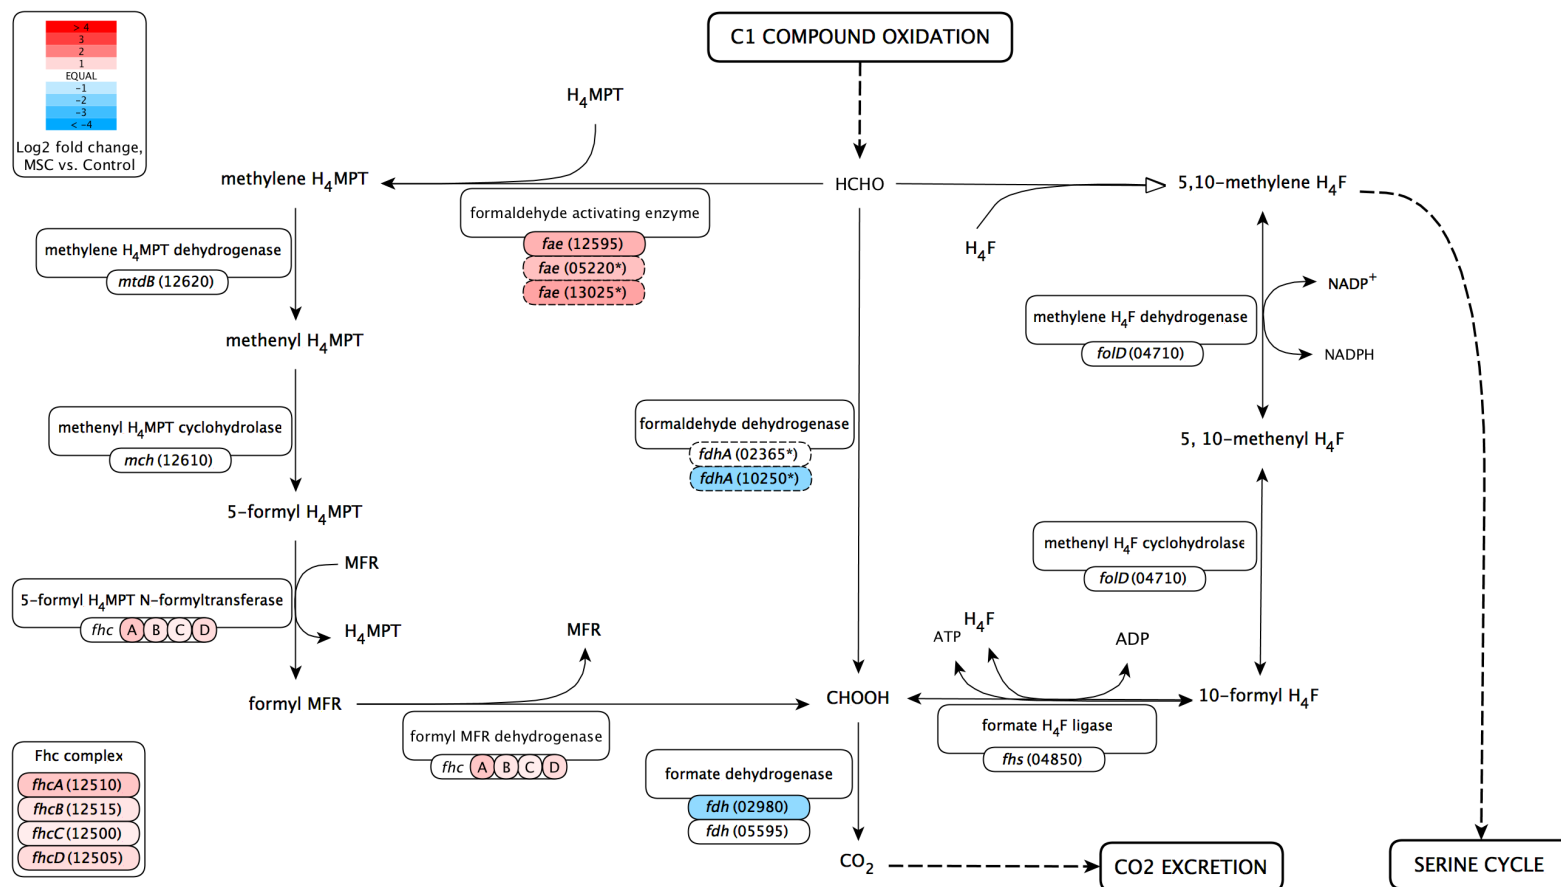 C1 COMPOUND OXIDATION
> 4
3
2
1
EQUAL
-1
-2
-3
< -4
Log2 fold change,
MSC vs. Control
H4MPT
methylene H4MPT
HCHO
5,10-methylene H4F
formaldehyde activating enzyme
fae (12595)
fae (05220*)
fae (13025*)
H4F
methylene H4MPT dehydrogenase
mtdB (12620)
NADP+
methylene H4F dehydrogenase
folD (04710)
NADPH
methenyl H4MPT
methenyl H4MPT cyclohydrolase
mch (12610)
formaldehyde dehydrogenase
fdhA (02365*)
fdhA (10250*)
5, 10-methenyl H4F
5-formyl H4MPT
MFR
5-formyl H4MPT N-formyltransferase
fhc A B C D
H4MPT
methenyl H4F cyclohydrolase
folD (04710)
MFR
H4F
ATP
ADP
formyl MFR
CHOOH
10-formyl H4F
formyl MFR dehydrogenase
fhc A B C D
formate H4F ligase
fhs (04850)
Fhc complex
fhcA (12510)
fhcB (12515)
fhcC (12500)
fhcD (12505)
formate dehydrogenase
fdh (02980)
fdh (05595)
CO2
CO2 EXCRETION
SERINE CYCLE